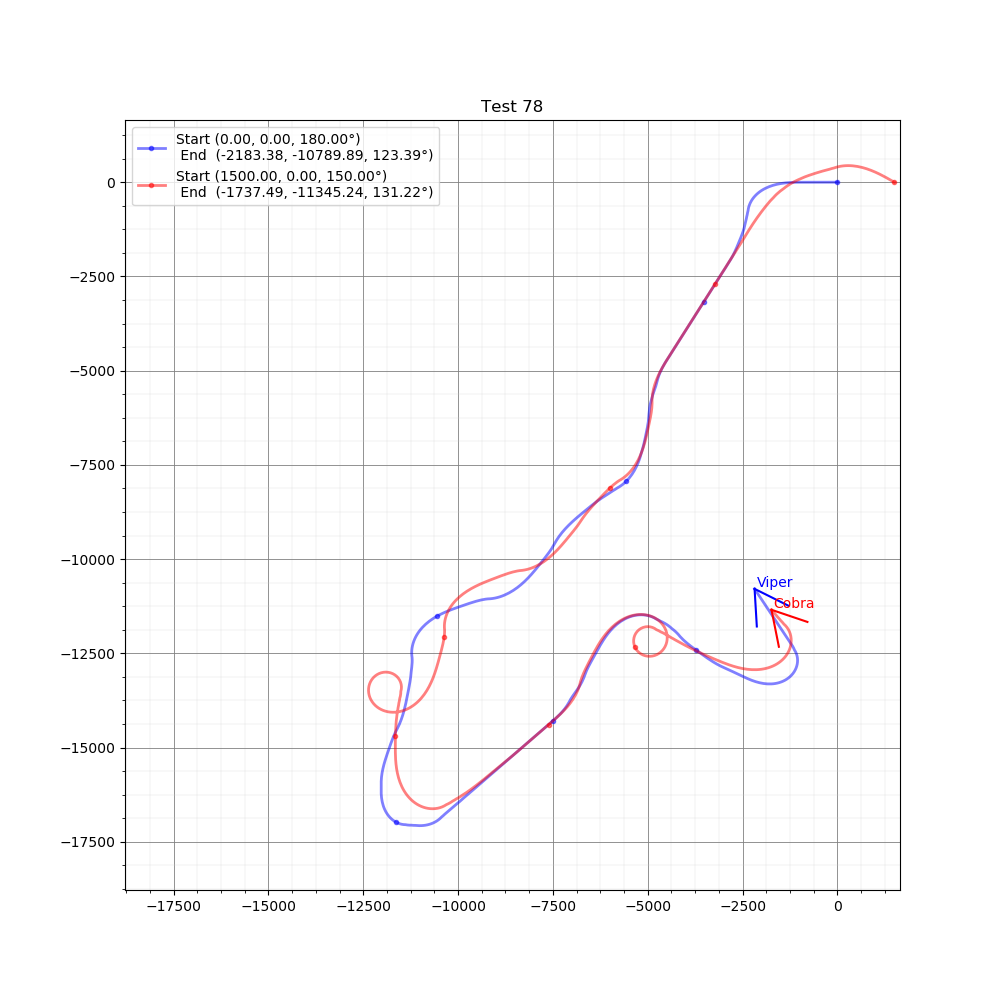 Test 78
Start (0.00, 0.00, 180.00°)
End (-2183.38, -10789.89, 123.39°)
Start (1500.00, 0.00, 150.00°)
End (-1737.49, -11345.24, 131.22°)
0
−2500
−5000
−7500
−10000
−12500
−15000
−17500
Viper
Cobra
−17500 −15000 −12500 −10000 −7500 −5000 −2500 0